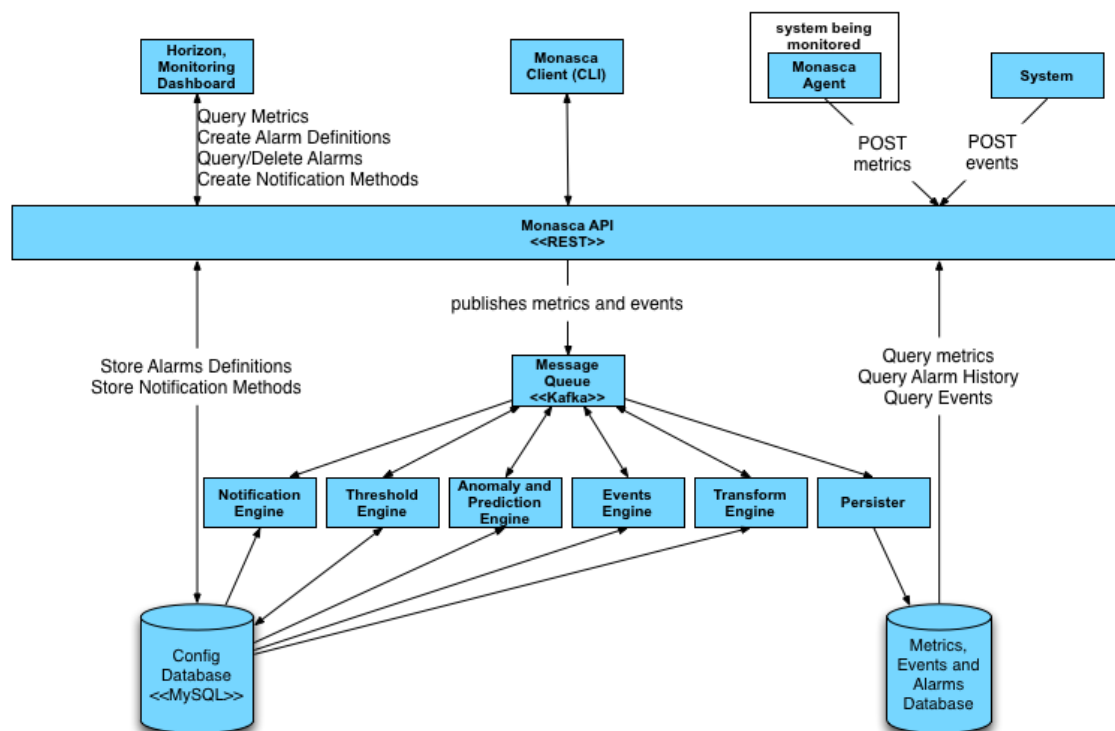 Horizon,
Monitoring
Dashboard
Monasca
Client (CLI)
system being
monitored
Monasca
Agent
System
Query Metrics
Create Alarm Definitions
Query/Delete Alarms
Create Notification Methods
POST
metrics
POST
events
Monasca API
<<REST>>
publishes metrics and events
Store Alarms Definitions
Store Notification Methods
Message
Queue
<<Kafka>>
Query metrics
Query Alarm History
Query Events
Notification
Engine
Threshold
Engine
Anomaly and
Prediction
Engine
Events
Engine
Transform
Engine
Persister
Config
Database
<<MySQL>>
Metrics,
Events and
Alarms
Database